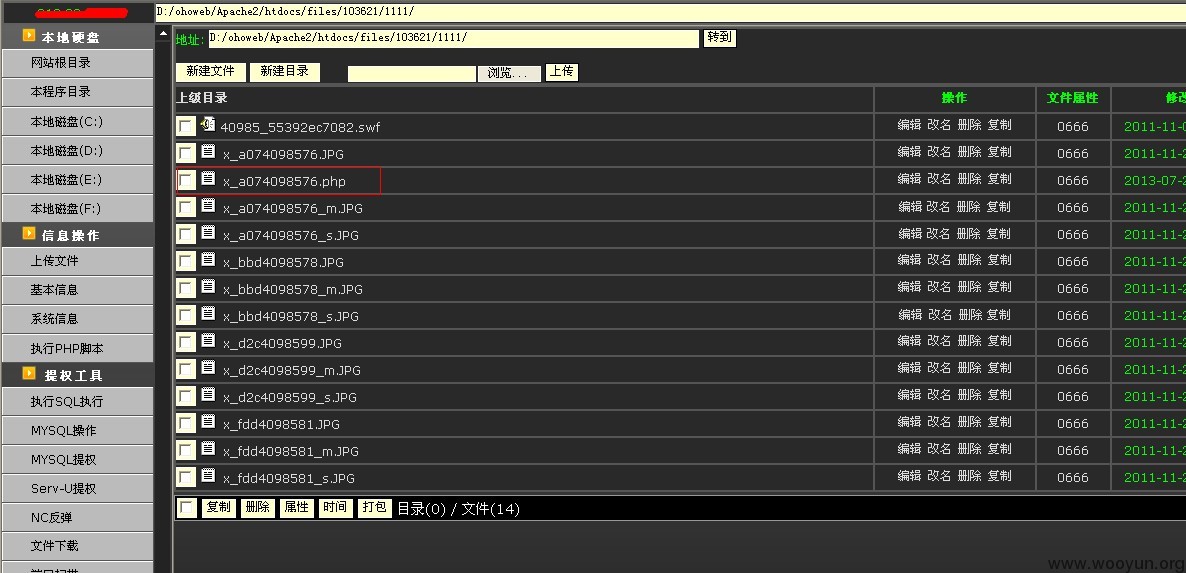 D:/ohoweb/Apache2/htdocs/files/103621/1111/
本地硬盘
网站根目录
本程序目录
本地磁盘(C:)
本地磁盘(D:)
本地磁盘(E:)
本地磁盘(F:)
信息操作
上传文件
基本信息
系统信息
执行PHP脚本
提权工具
执行SQL执行
MYSQL操作
MYSQL提权
Serv-U提权
NC反弹
文件下载
地址: D:/ohoweb/Apache2/htdocs/files/103621/1111/ 转到
新建文件 新建目录 浏览... 上传
上级目录 操作 文件属性
40985_55392ec7082.swf 编辑 改名 删除 复制 0666 2011-11-0
x_a074098576.JPG 编辑 改名 删除 复制 0666 2011-11-2
x_a074098576.php 编辑 改名 删除 复制 0666 2013-07-2
x_a074098576_m.JPG 编辑 改名 删除 复制 0666 2011-11-2
x_a074098576_s.JPG 编辑 改名 删除 复制 0666 2011-11-2
x_bbd4098578.JPG 编辑 改名 删除 复制 0666 2011-11-2
x_bbd4098578_m.JPG 编辑 改名 删除 复制 0666 2011-11-2
x_bbd4098578_s.JPG 编辑 改名 删除 复制 0666 2011-11-2
x_d2c4098599.JPG 编辑 改名 删除 复制 0666 2011-11-2
x_d2c4098599_m.JPG 编辑 改名 删除 复制 0666 2011-11-2
x_d2c4098599_s.JPG 编辑 改名 删除 复制 0666 2011-11-2
x_fdd4098581.JPG 编辑 改名 删除 复制 0666 2011-11-2
x_fdd4098581_m.JPG 编辑 改名 删除 复制 0666 2011-11-2
x_fdd4098581_s.JPG 编辑 改名 删除 复制 0666 2011-11-2
复制 删除 属性 时间 打包 目录(0) / 文件(14)
www.wooyun.org